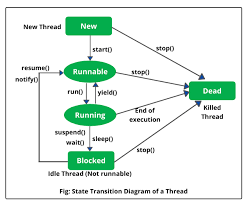 New Thread
New
start()
stop()
resume()
notify()
Runnable
stop()
Dead
run()
yield()
Killed
Thread
Running
End of
execution
suspend()
wait()
sleep()
stop()
Blocked
Idle Thread (Not runnable)
Fig: State Transition Diagram of a Thread